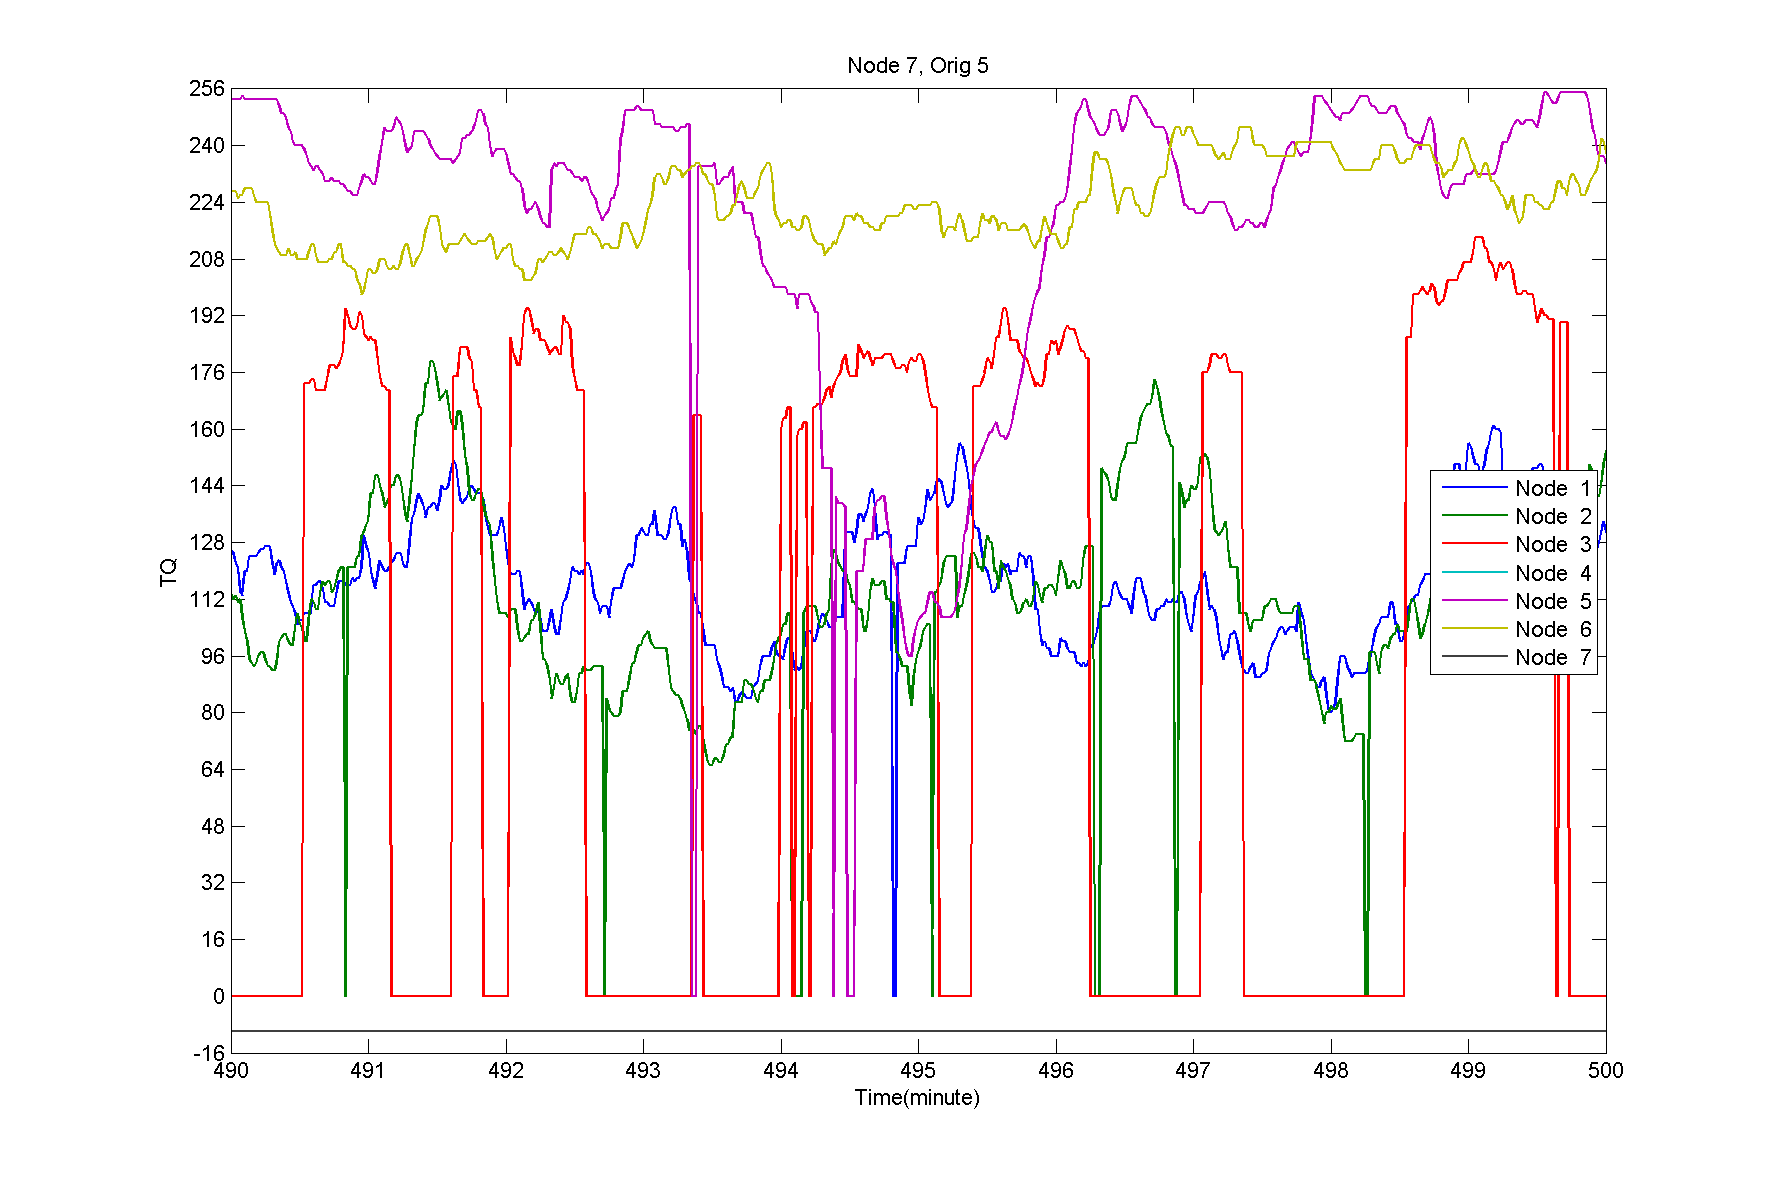 Node 7, Orig 5
256
240
224
208
192
176
160
144
128
112
96
80
64
48
32
16
0
-16
TQ
Node 1
Node 2
Node 3
Node 4
Node 5
Node 6
Node 7
490 491 492 493 494 495 496 497 498 499 500
Time(minute)